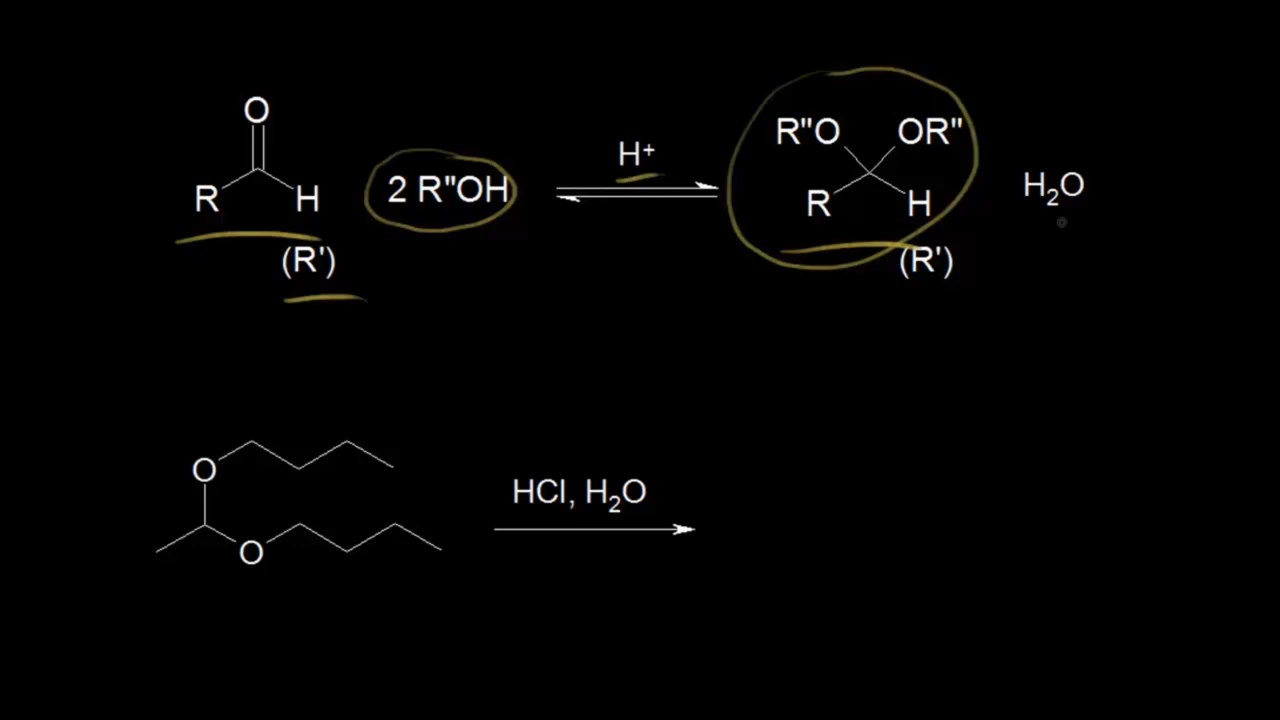 O
R H 2 R"OH H⁺ R"O OR" R H H₂O
(R') (R')
O
O
HCl, H₂O